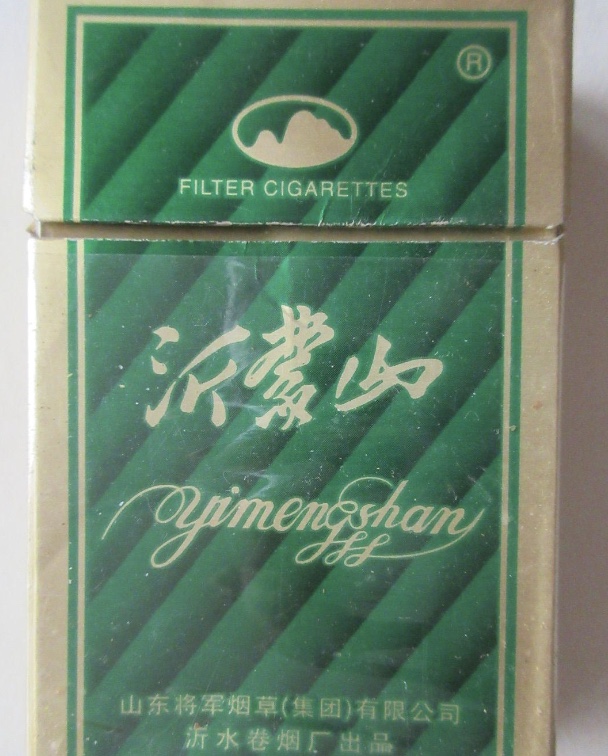 ®
FILTER CIGARETTES
沂蒙山
Yimengshan
山东将军烟草(集团)有限公司
沂水卷烟厂出品